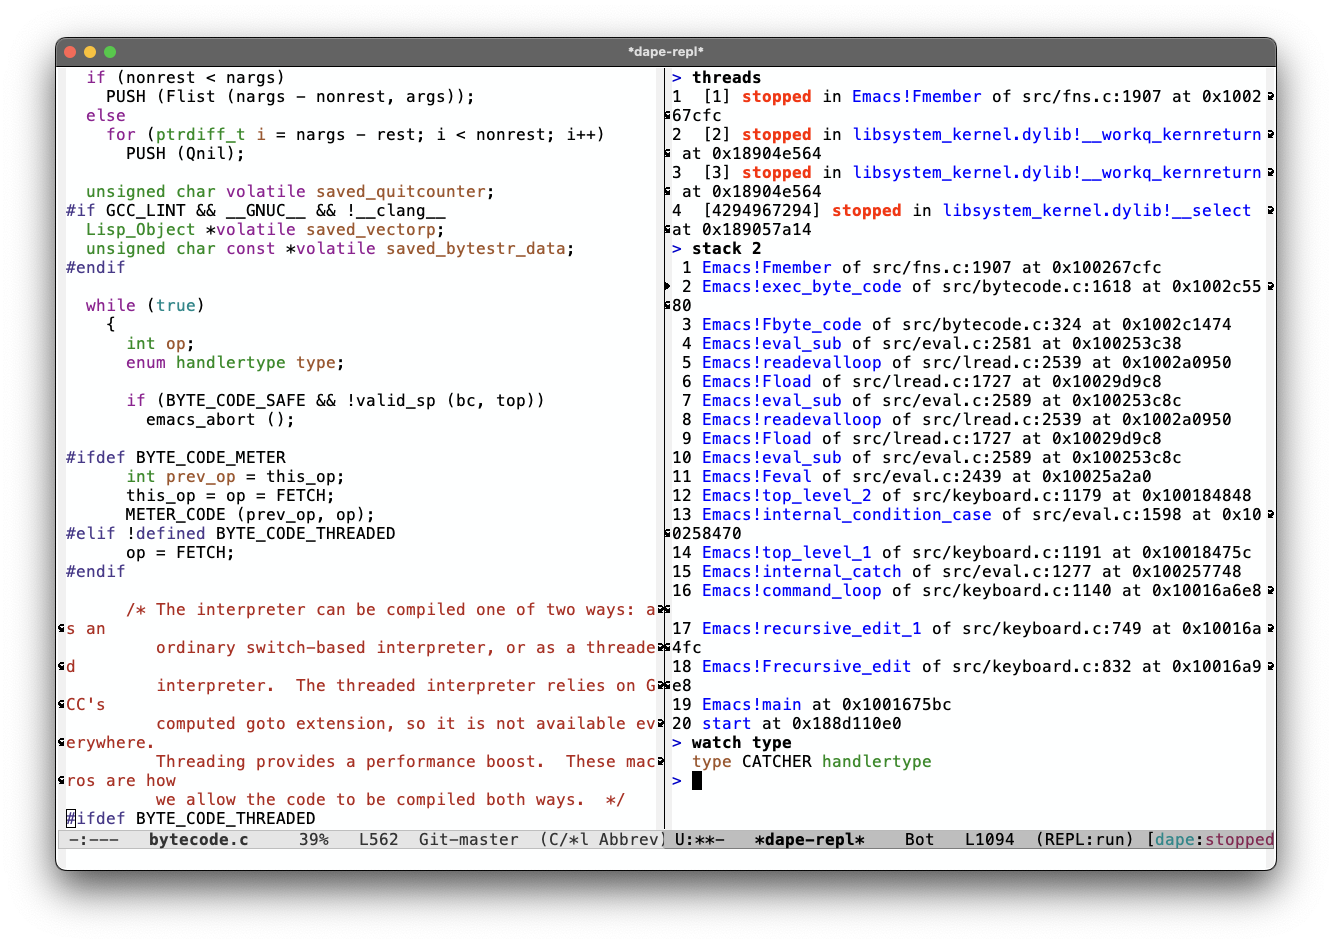 *dape-repl*
  if (nonrest < nargs)
    PUSH (Flist (nargs - nonrest, args));
  else
    for (ptrdiff_t i = nargs - rest; i < nonrest; i++)
      PUSH (Qnil);
  unsigned char volatile saved_quitcounter;
#if GCC_LINT && __GNUC__ && !__clang__
  Lisp_Object *volatile saved_vectorp;
  unsigned char const *volatile saved_bytestr_data;
#endif
  while (true)
    {
      int op;
      enum handlertype type;
      if (BYTE_CODE_SAFE && !valid_sp (bc, top))
        emacs_abort ();
#ifdef BYTE_CODE_METER
      int prev_op = this_op;
      this_op = op = FETCH;
      METER_CODE (prev_op, op);
#elif !defined BYTE_CODE_THREADED
      op = FETCH;
#endif
      /* The interpreter can be compiled one of two ways: a
s an
         ordinary switch-based interpreter, or as a threade
d
         interpreter.  The threaded interpreter relies on G
CC's
         computed goto extension, so it is not available ev
erywhere.
         Threading provides a performance boost.  These mac
ros are how
         we allow the code to be compiled both ways.  */
#ifdef BYTE_CODE_THREADED
-:---   bytecode.c     39%   L562  Git-master  (C/*l Abbrev)
> threads
1  [1] stopped in Emacs!Fmember of src/fns.c:1907 at 0x1002
67cfc
2  [2] stopped in libsystem_kernel.dylib!__workq_kernreturn
 at 0x18904e564
3  [3] stopped in libsystem_kernel.dylib!__workq_kernreturn
 at 0x18904e564
4  [4294967294] stopped in libsystem_kernel.dylib!__select
at 0x189057a14
> stack 2
 1 Emacs!Fmember of src/fns.c:1907 at 0x100267cfc
 2 Emacs!exec_byte_code of src/bytecode.c:1618 at 0x1002c55
80
 3 Emacs!Fbyte_code of src/bytecode.c:324 at 0x1002c1474
 4 Emacs!eval_sub of src/eval.c:2581 at 0x100253c38
 5 Emacs!readevalloop of src/lread.c:2539 at 0x1002a0950
 6 Emacs!Fload of src/lread.c:1727 at 0x10029d9c8
 7 Emacs!eval_sub of src/eval.c:2589 at 0x100253c8c
 8 Emacs!readevalloop of src/lread.c:2539 at 0x1002a0950
 9 Emacs!Fload of src/lread.c:1727 at 0x10029d9c8
10 Emacs!eval_sub of src/eval.c:2589 at 0x100253c8c
11 Emacs!Feval of src/eval.c:2439 at 0x10025a2a0
12 Emacs!top_level_2 of src/keyboard.c:1179 at 0x100184848
13 Emacs!internal_condition_case of src/eval.c:1598 at 0x10
0258470
14 Emacs!top_level_1 of src/keyboard.c:1191 at 0x10018475c
15 Emacs!internal_catch of src/eval.c:1277 at 0x100257748
16 Emacs!command_loop of src/keyboard.c:1140 at 0x10016a6e8
17 Emacs!recursive_edit_1 of src/keyboard.c:749 at 0x10016a
4fc
18 Emacs!Frecursive_edit of src/keyboard.c:832 at 0x10016a9
e8
19 Emacs!main at 0x1001675bc
20 start at 0x188d110e0
> watch type
  type CATCHER handlertype
>
U:**-   *dape-repl*    Bot   L1094  (REPL:run) [dape:stopped